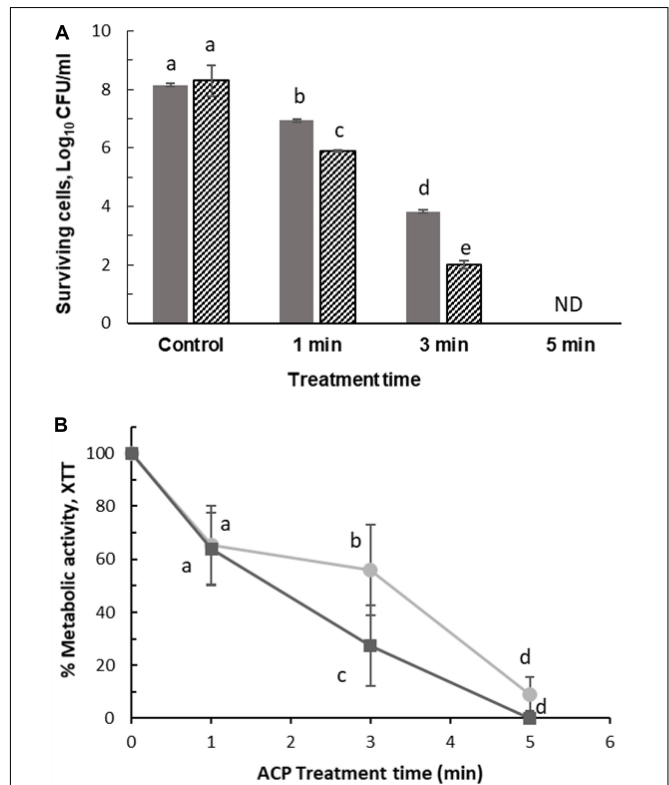 A
10
a
a
8
b
c
6
d
4
e
2
ND
0
Control 1 min 3 min 5 min
Treatment time
Surviving cells, Log10 CFU/ml
B
100
80
a
b
60
a
40
c
20
d
d
0
0 1 2 3 4 5 6
ACP Treatment time (min)
% Metabolic activity, XTT